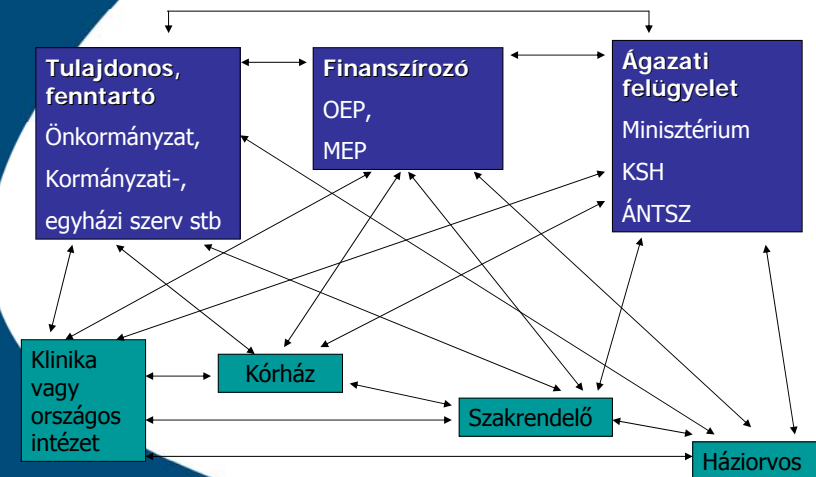 Tulajdonos,
fenntartó
Önkormányzat,
Kormányzati-,
egyházi szerv stb
Finanszírozó
OEP,
MEP
Ágazati
felügyelet
Minisztérium
KSH
ÁNTSZ
Klinika
vagy
országos
intézet
Kórház
Szakrendelő
Háziorvos